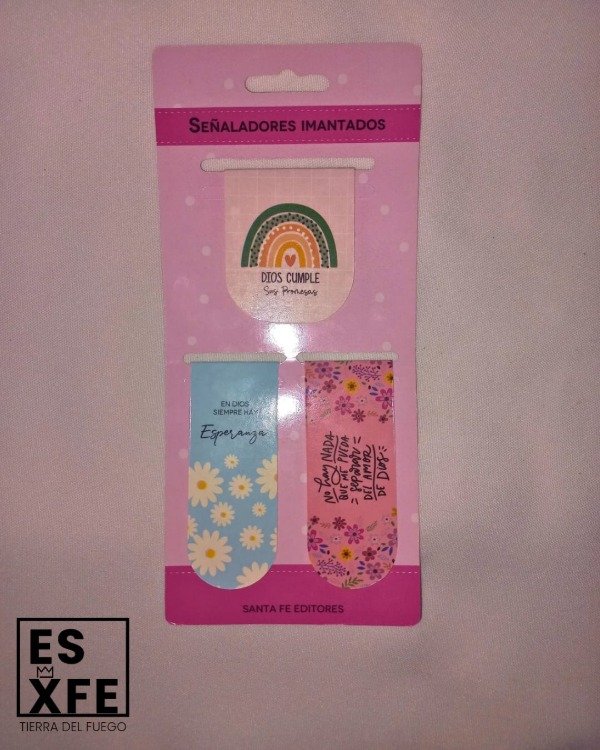 SEÑALADORES IMANTADOS
DIOS CUMPLE
Sus Promesas
EN DIOS
SIEMPRE HAY
Esperanza
No hay NADA
QUE ME PUEDA
separar
DEL AMOR
DE DIOS
SANTA FE EDITORES
ES
XFE
TIERRA DEL FUEGO